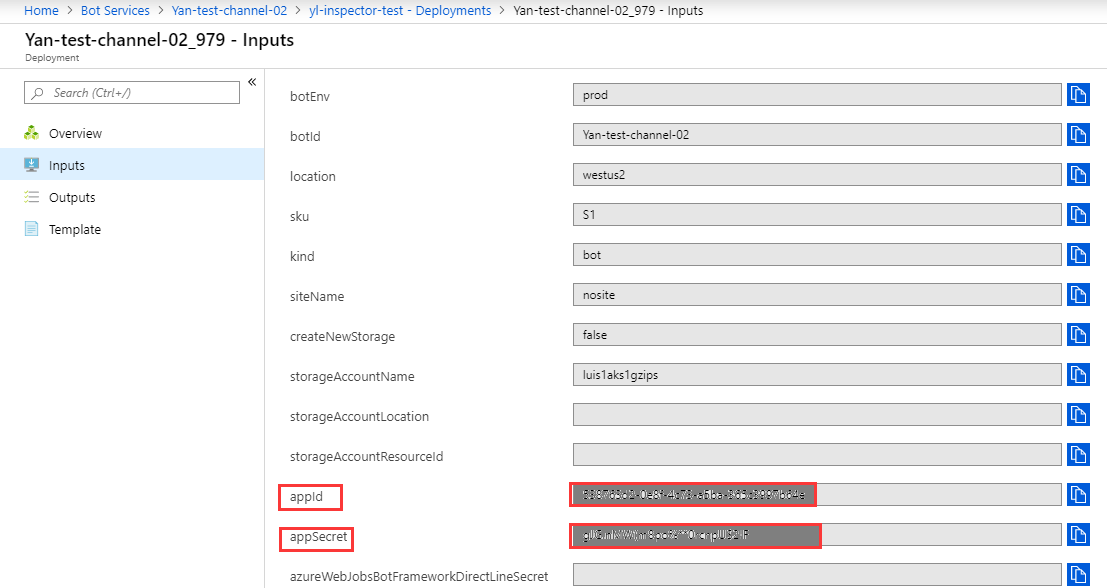 Home > Bot Services > Yan-test-channel-02 > yl-inspector-test - Deployments > Yan-test-channel-02_979 - Inputs
Yan-test-channel-02_979 - Inputs
Deployment
Search (Ctrl+/)
«
Overview
Inputs
Outputs
Template
botEnv prod
botId Yan-test-channel-02
location westus2
sku S1
kind bot
siteName nosite
createNewStorage false
storageAccountName luis1aks1gzips
storageAccountLocation
storageAccountResourceId
appId
appSecret
azureWebJobsBotFrameworkDirectLineSecret